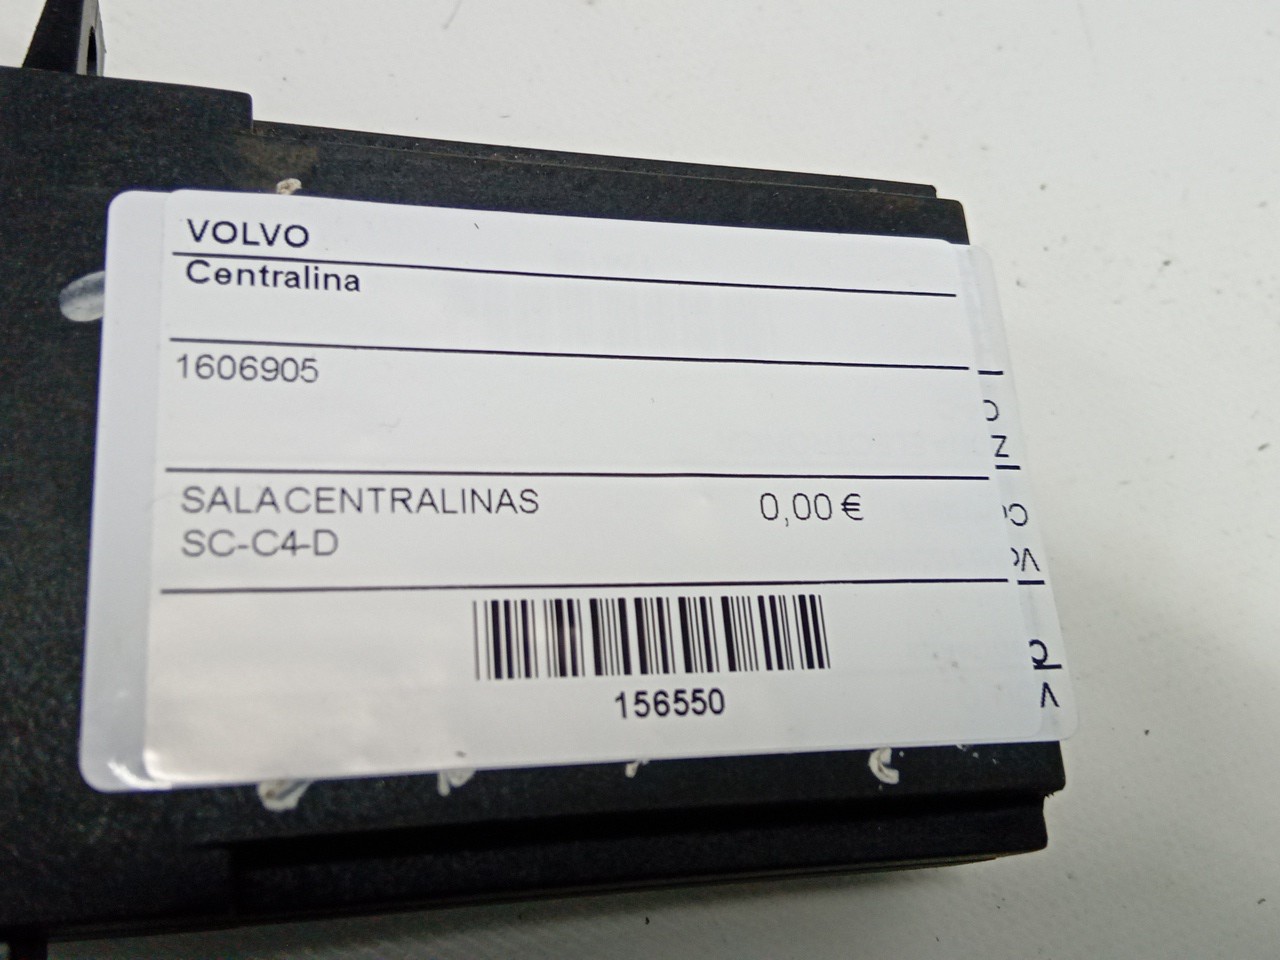 VOLVO
Centralina
1606905
SALACENTRALINAS 0,00 €
SC-C4-D
156550